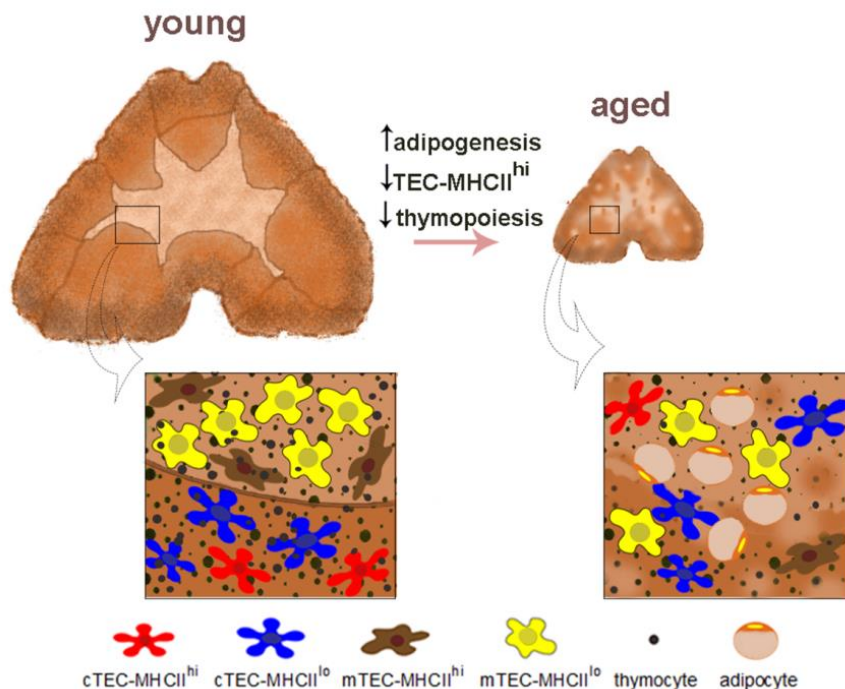 young
aged
↑adipogenesis
↓TEC-MHCII^hi
↓thymopoiesis
cTEC-MHCII^hi cTEC-MHCII^lo mTEC-MHCII^hi mTEC-MHCII^lo thymocyte adipocyte